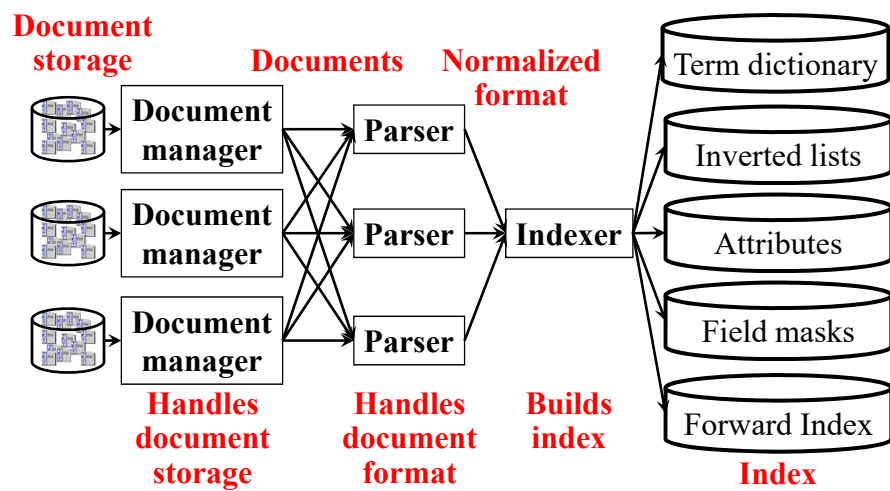 Document
storage
Documents
Normalized
format
Document
manager
Parser
Term dictionary
Inverted lists
Document
manager
Parser
Indexer
Attributes
Document
manager
Parser
Field masks
Forward Index
Handles
document
storage
Handles
document
format
Builds
index
Index